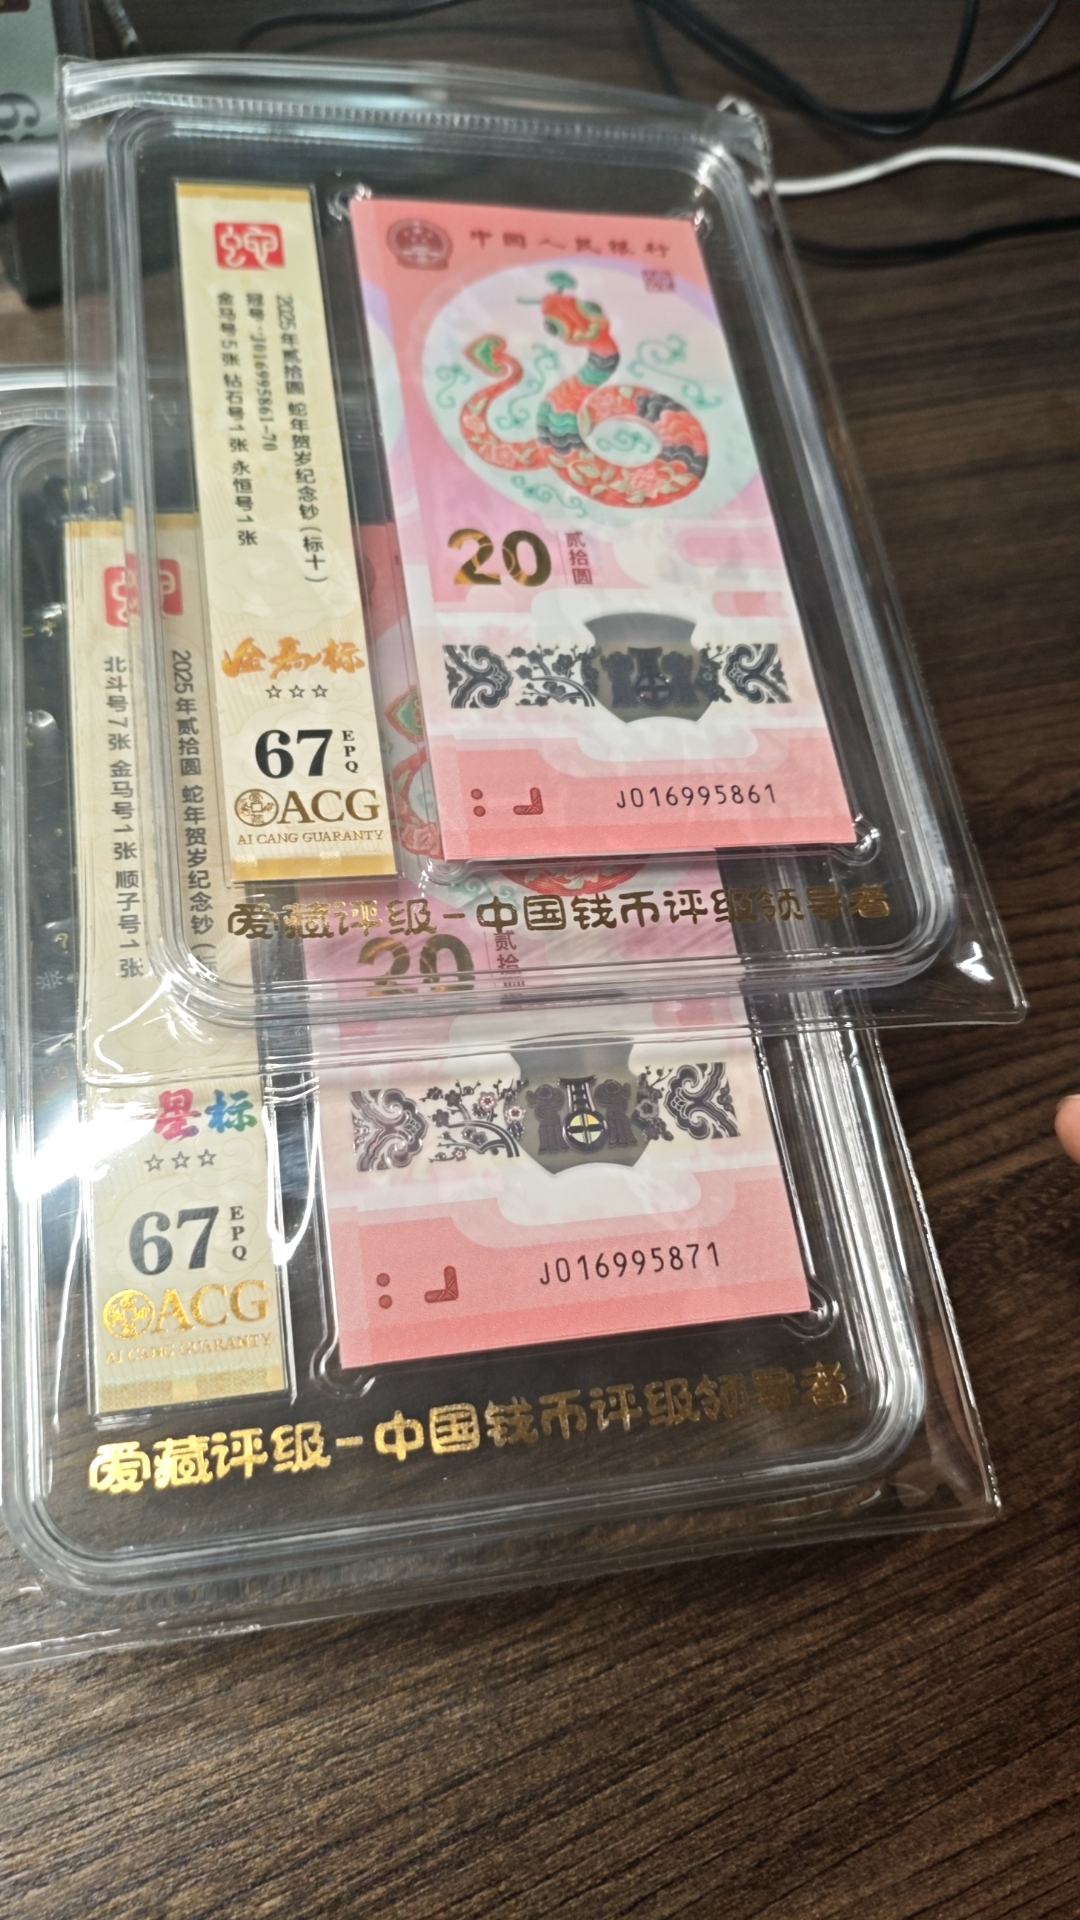 中国人民银行
2025年贰拾圆 蛇年贺岁纪念钞（标十）
冠号:J016995861-70
金马号5张 钻石号1张 永恒号1张
20
贰拾圆
金马标
☆☆☆
67
EPQ
ACG
AI CANG GUARANTY
J016995861
爱藏评级-中国钱币评级领导者
2025年贰拾圆 蛇年贺岁纪念钞（
北斗号7张 金马号1张 顺子号1张
20
贰拾圆
星标
☆☆☆
67
EPQ
ACG
AI CANG GUARANTY
J016995871
爱藏评级-中国钱币评级领导者